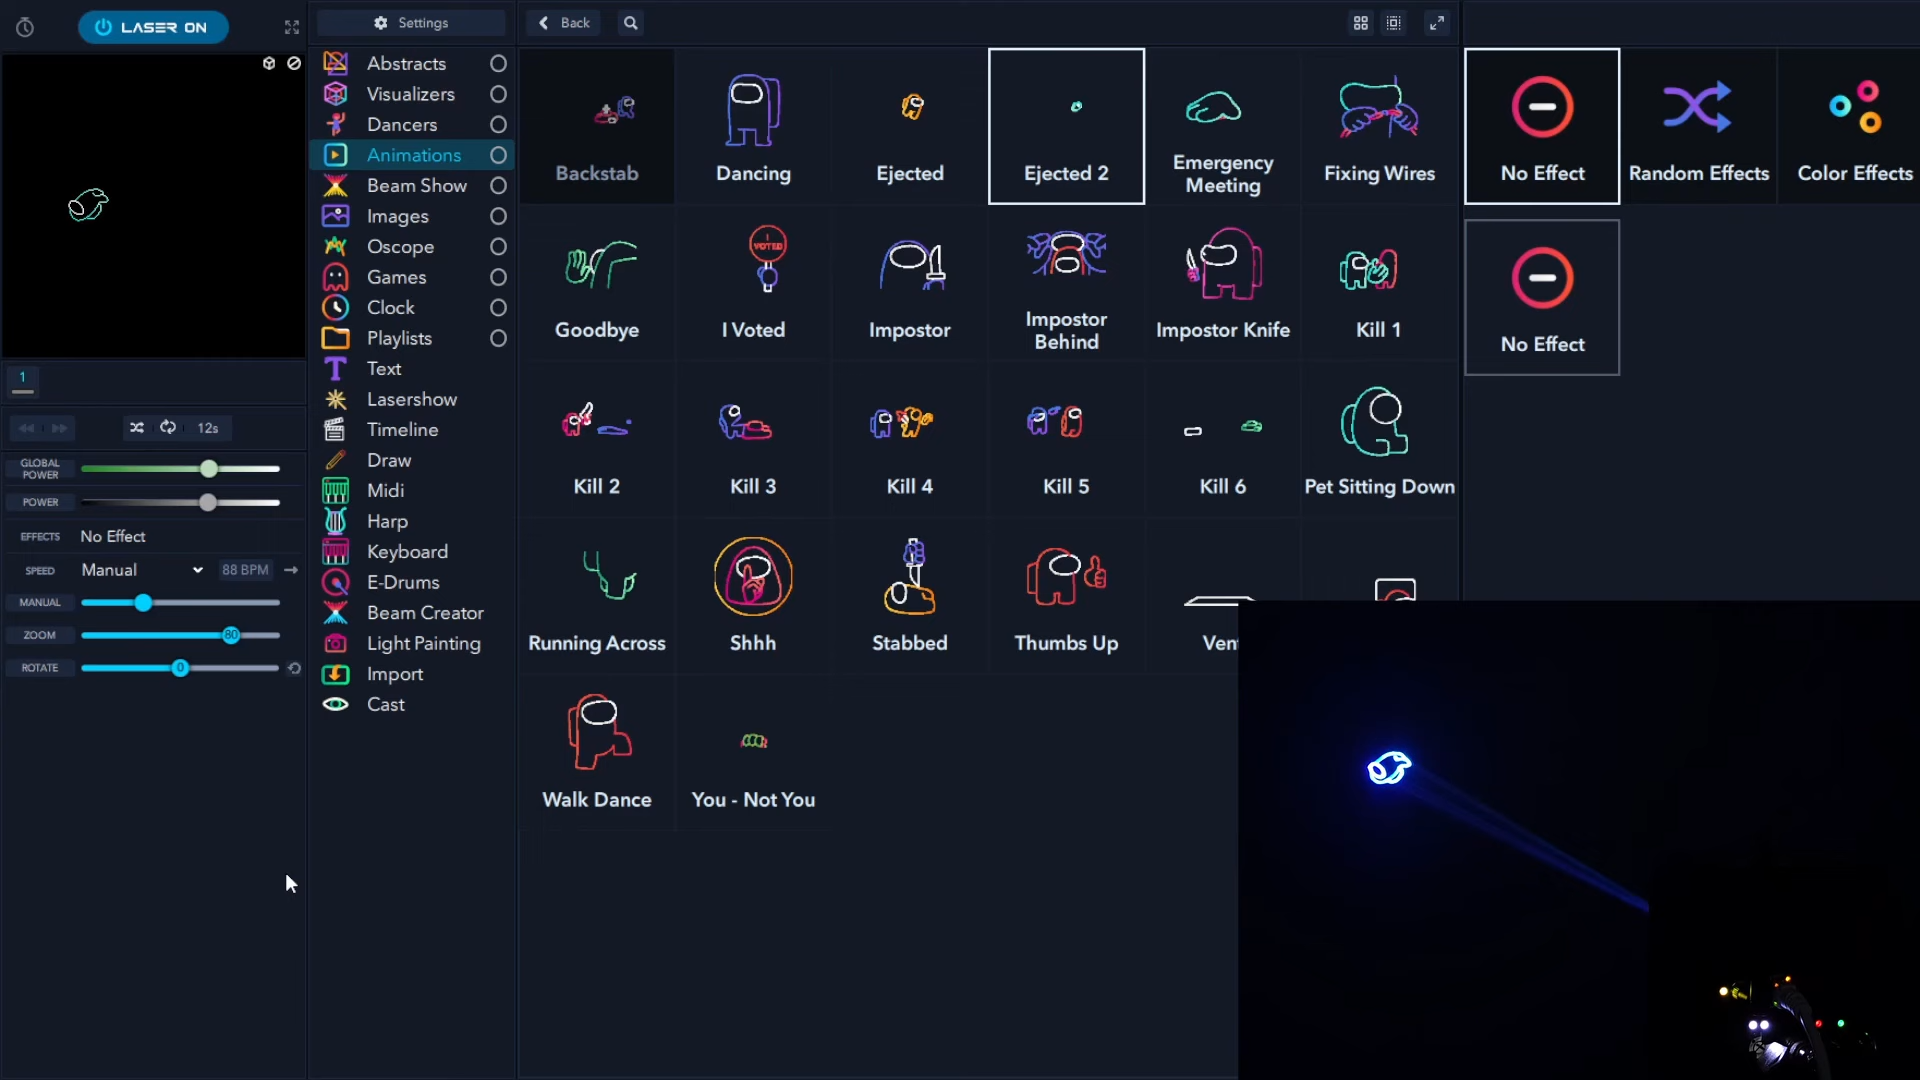 LASER ON
1
12s
GLOBAL
POWER
POWER
EFFECTS No Effect
SPEED Manual 88 BPM
MANUAL
ZOOM 80
ROTATE 0
Settings
Abstracts
Visualizers
Dancers
Animations
Beam Show
Images
Oscope
Games
Clock
Playlists
Text
Lasershow
Timeline
Draw
Midi
Harp
Keyboard
E-Drums
Beam Creator
Light Painting
Import
Cast
Back
Backstab
Dancing
Ejected
Ejected 2
Emergency
Meeting
Fixing Wires
Goodbye
I
VOTED
I Voted
Impostor
Impostor
Behind
Impostor Knife
Kill 1
Kill 2
Kill 3
Kill 4
Kill 5
Kill 6
Pet Sitting Down
Running Across
Shhh
Stabbed
Thumbs Up
Vent
Walk Dance
You - Not You
No Effect
Random Effects
Color Effects
No Effect